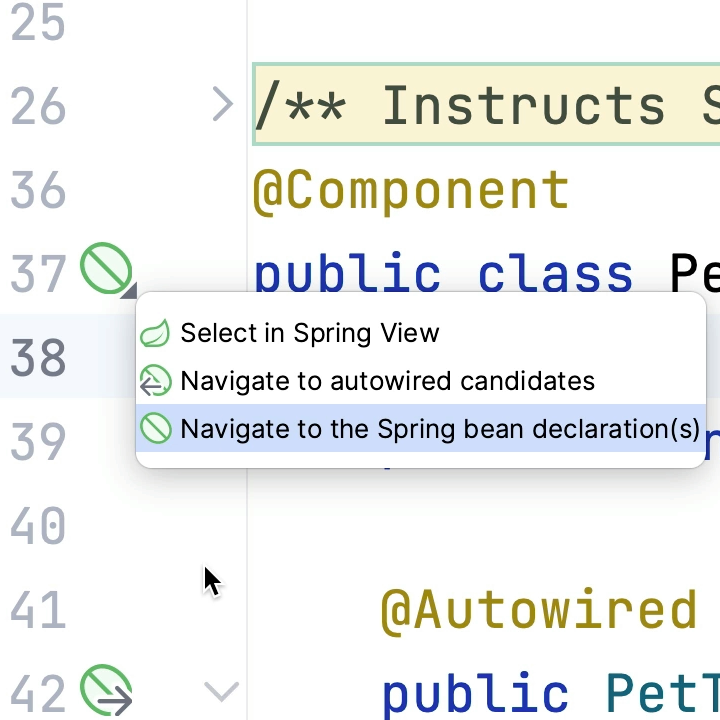 25
26 /** Instructs S
36 @Component
37 public class Pe
Select in Spring View
38
Navigate to autowired candidates
39 Navigate to the Spring bean declaration(s)
40
41 @Autowired
42 public PetT